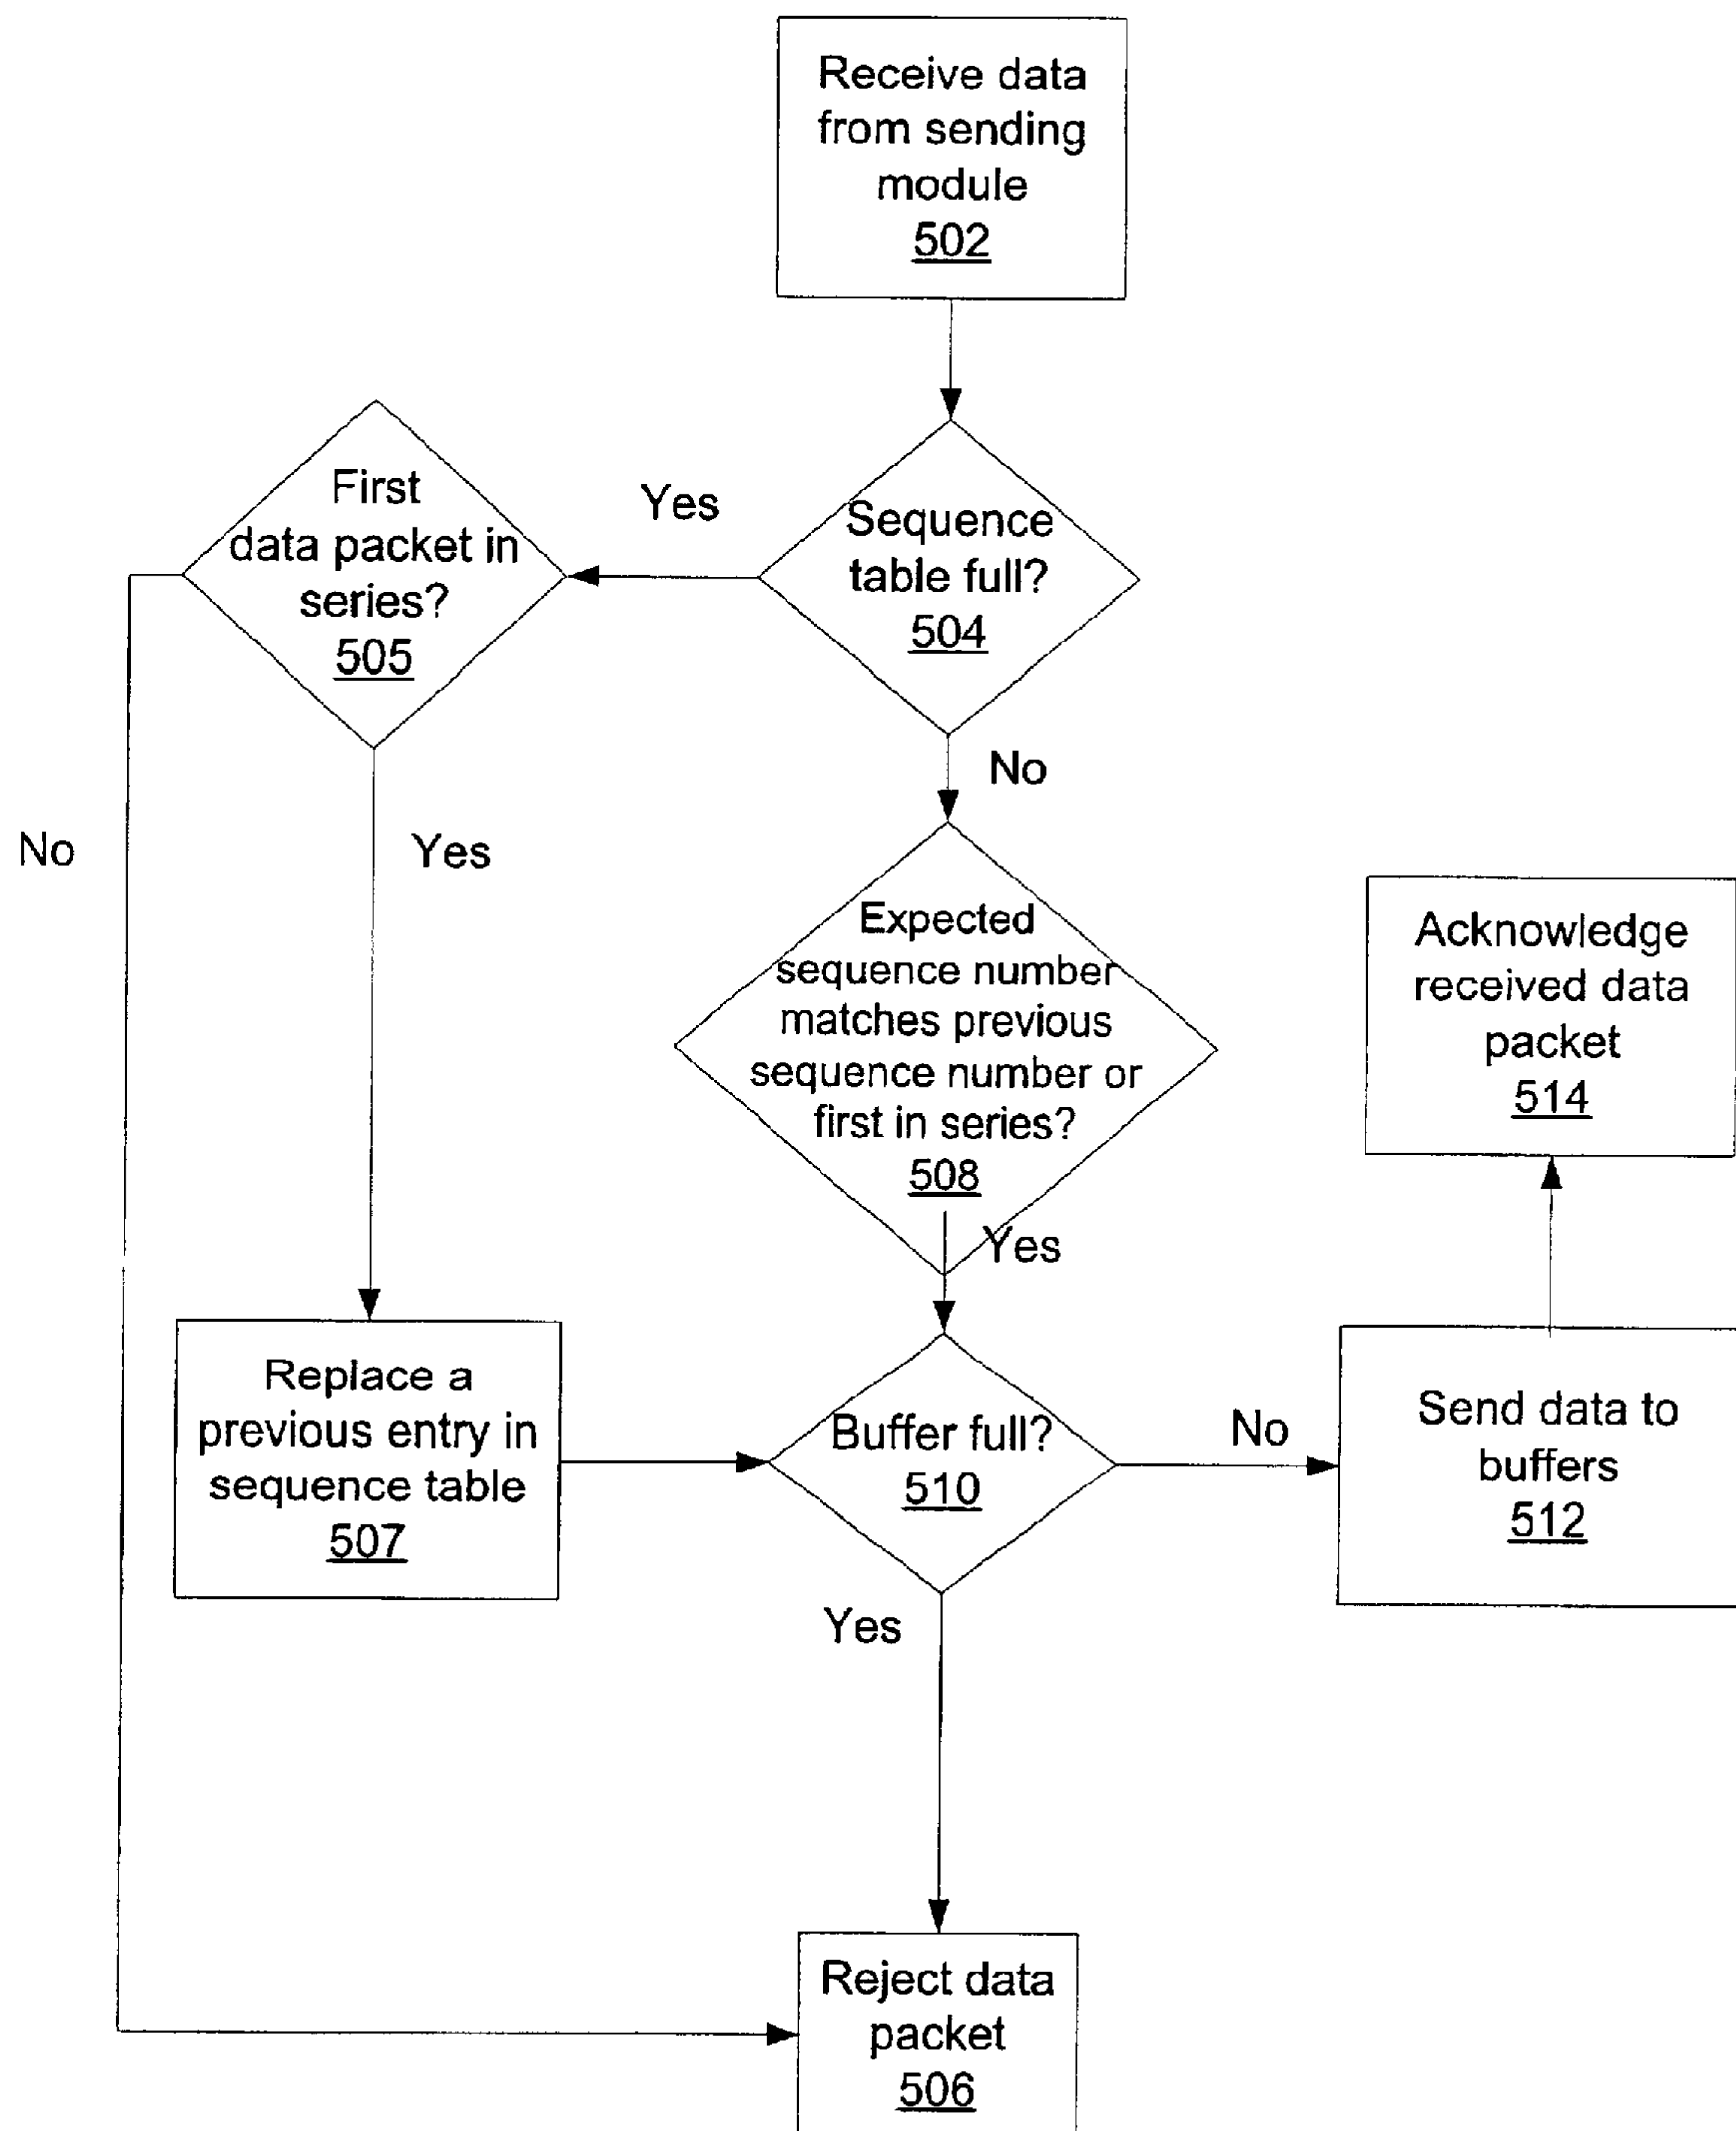 Receive data
from sending
module
502
First
data packet in
series?
505
Yes
Sequence
table full?
504
No
No
Yes
Expected
sequence number
matches previous
sequence number or
first in series?
508
Yes
Acknowledge
received data
packet
514
Replace a
previous entry in
sequence table
507
Buffer full?
510
No
Send data to
buffers
512
Yes
Reject data
packet
506